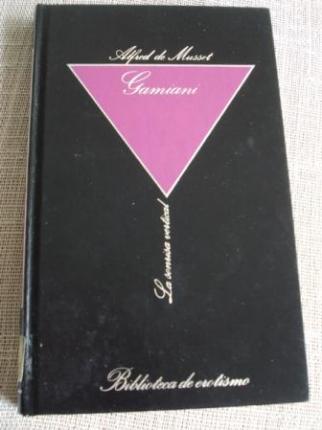 Alfred de Musset
Gamiani
La sonrisa vertical
Biblioteca de erotismo